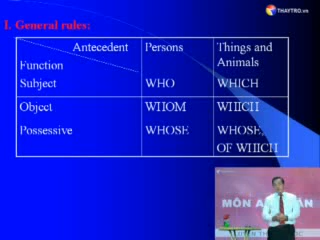 THAYTRO.vn
I. General rules:
Antecedent Persons Things and Animals
Function
Subject WHO WHICH
Object WHOM WHICH
Possessive WHOSE WHOSE, OF WHICH
MÔN